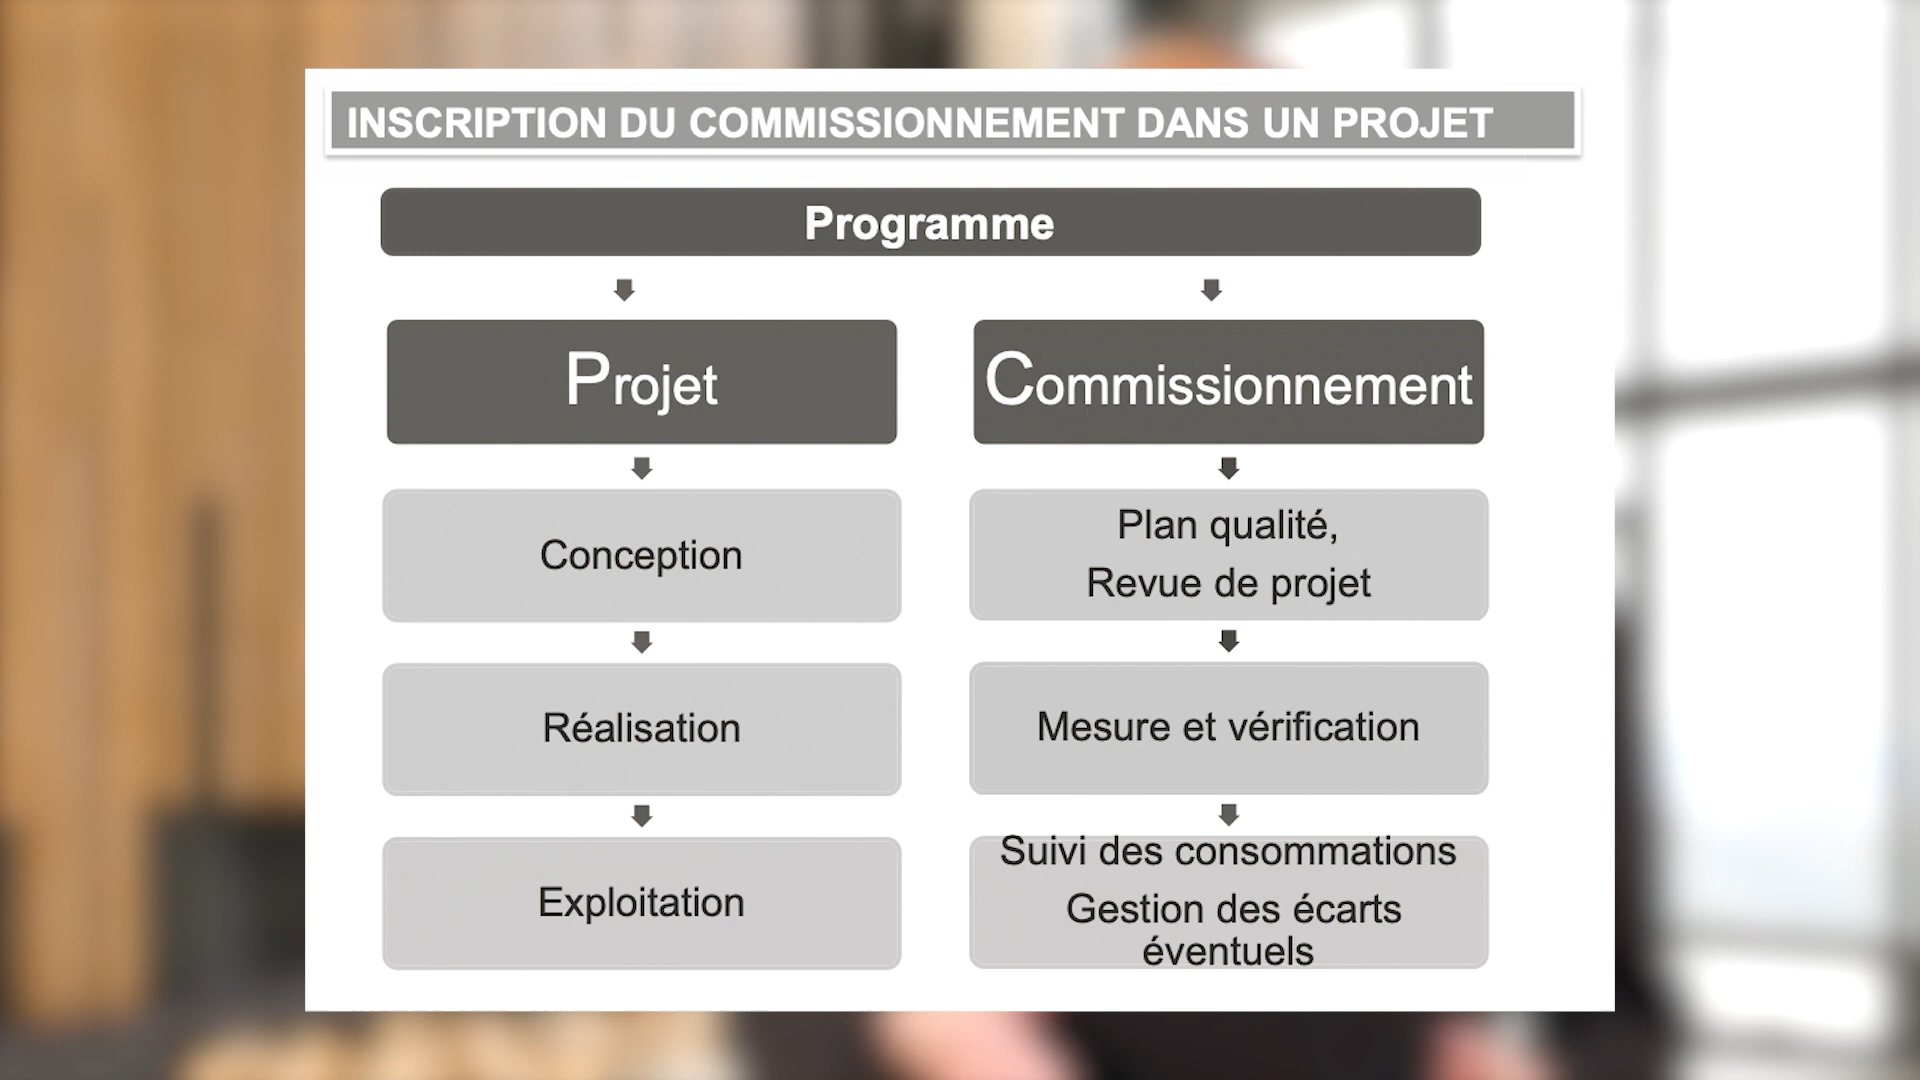 INSCRIPTION DU COMMISSIONNEMENT DANS UN PROJET
Programme
Projet
Commissionnement
Conception
Plan qualité,
Revue de projet
Réalisation
Mesure et vérification
Exploitation
Suivi des consommations
Gestion des écarts
éventuels